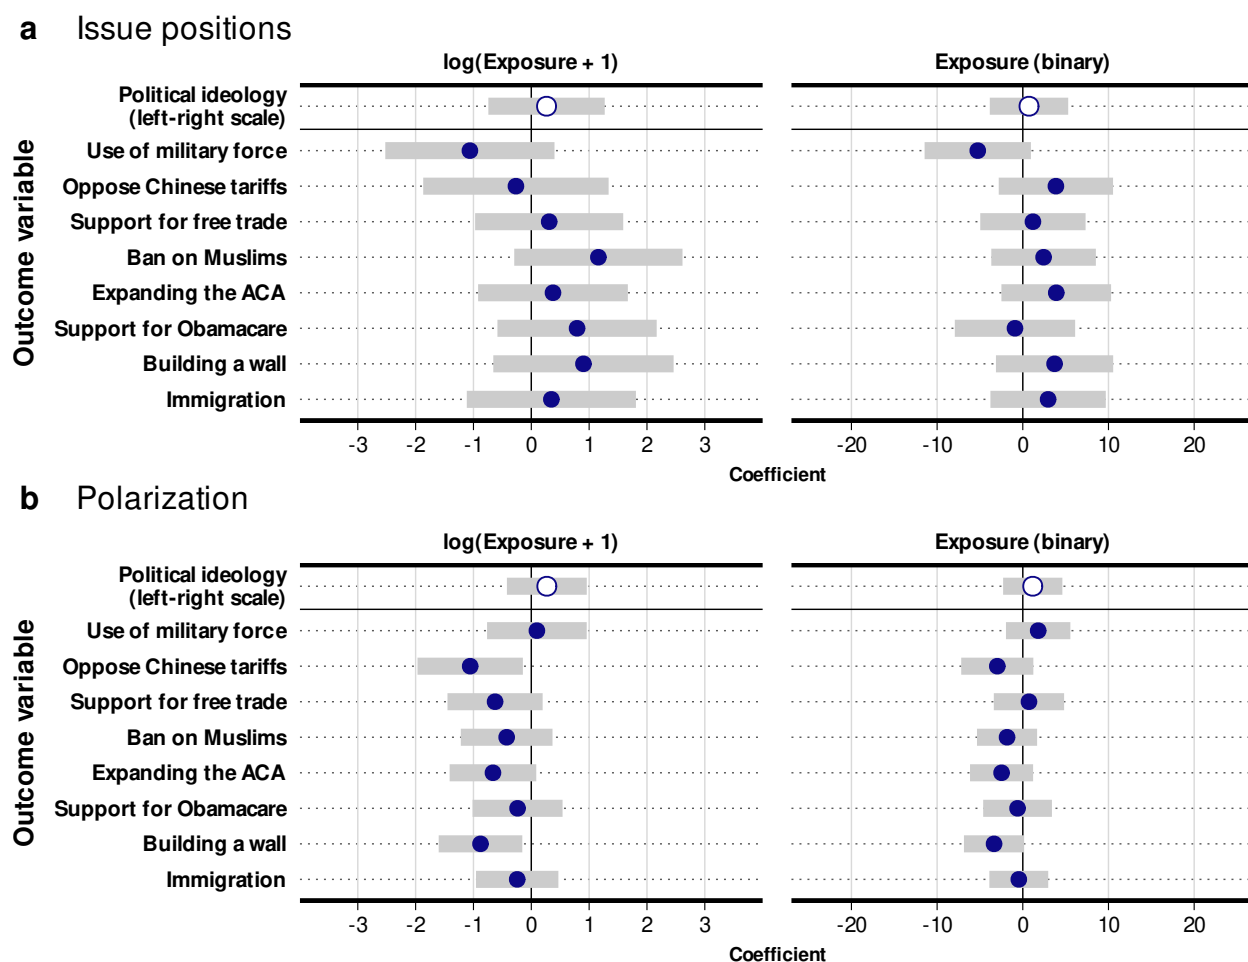 a Issue positions
log(Exposure + 1) Exposure (binary)
Outcome variable
Political ideology
(left-right scale)
Use of military force
Oppose Chinese tariffs
Support for free trade
Ban on Muslims
Expanding the ACA
Support for Obamacare
Building a wall
Immigration
-3 -2 -1 0 1 2 3 -20 -10 0 10 20
Coefficient
b Polarization
log(Exposure + 1) Exposure (binary)
Outcome variable
Political ideology
(left-right scale)
Use of military force
Oppose Chinese tariffs
Support for free trade
Ban on Muslims
Expanding the ACA
Support for Obamacare
Building a wall
Immigration
-3 -2 -1 0 1 2 3 -20 -10 0 10 20
Coefficient